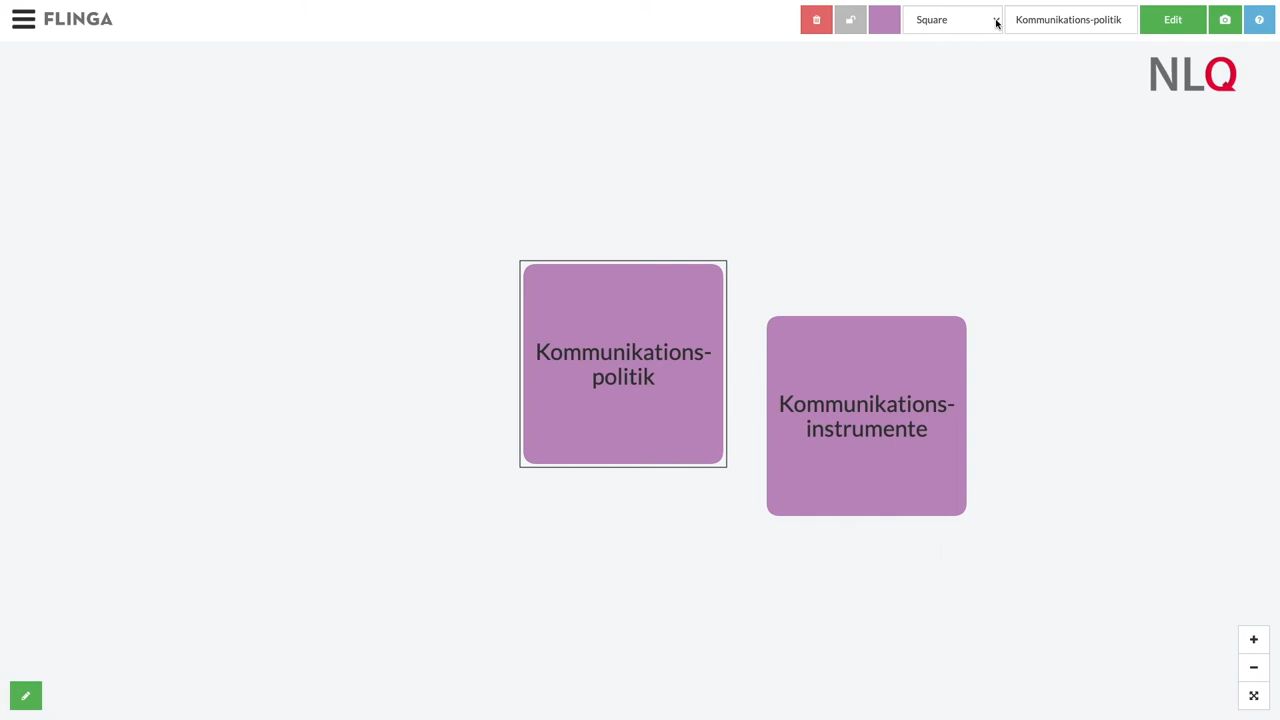 FLINGA
Square
Kommunikations-politik
Edit
NLQ
Kommunikations-
politik
Kommunikations-
instrumente